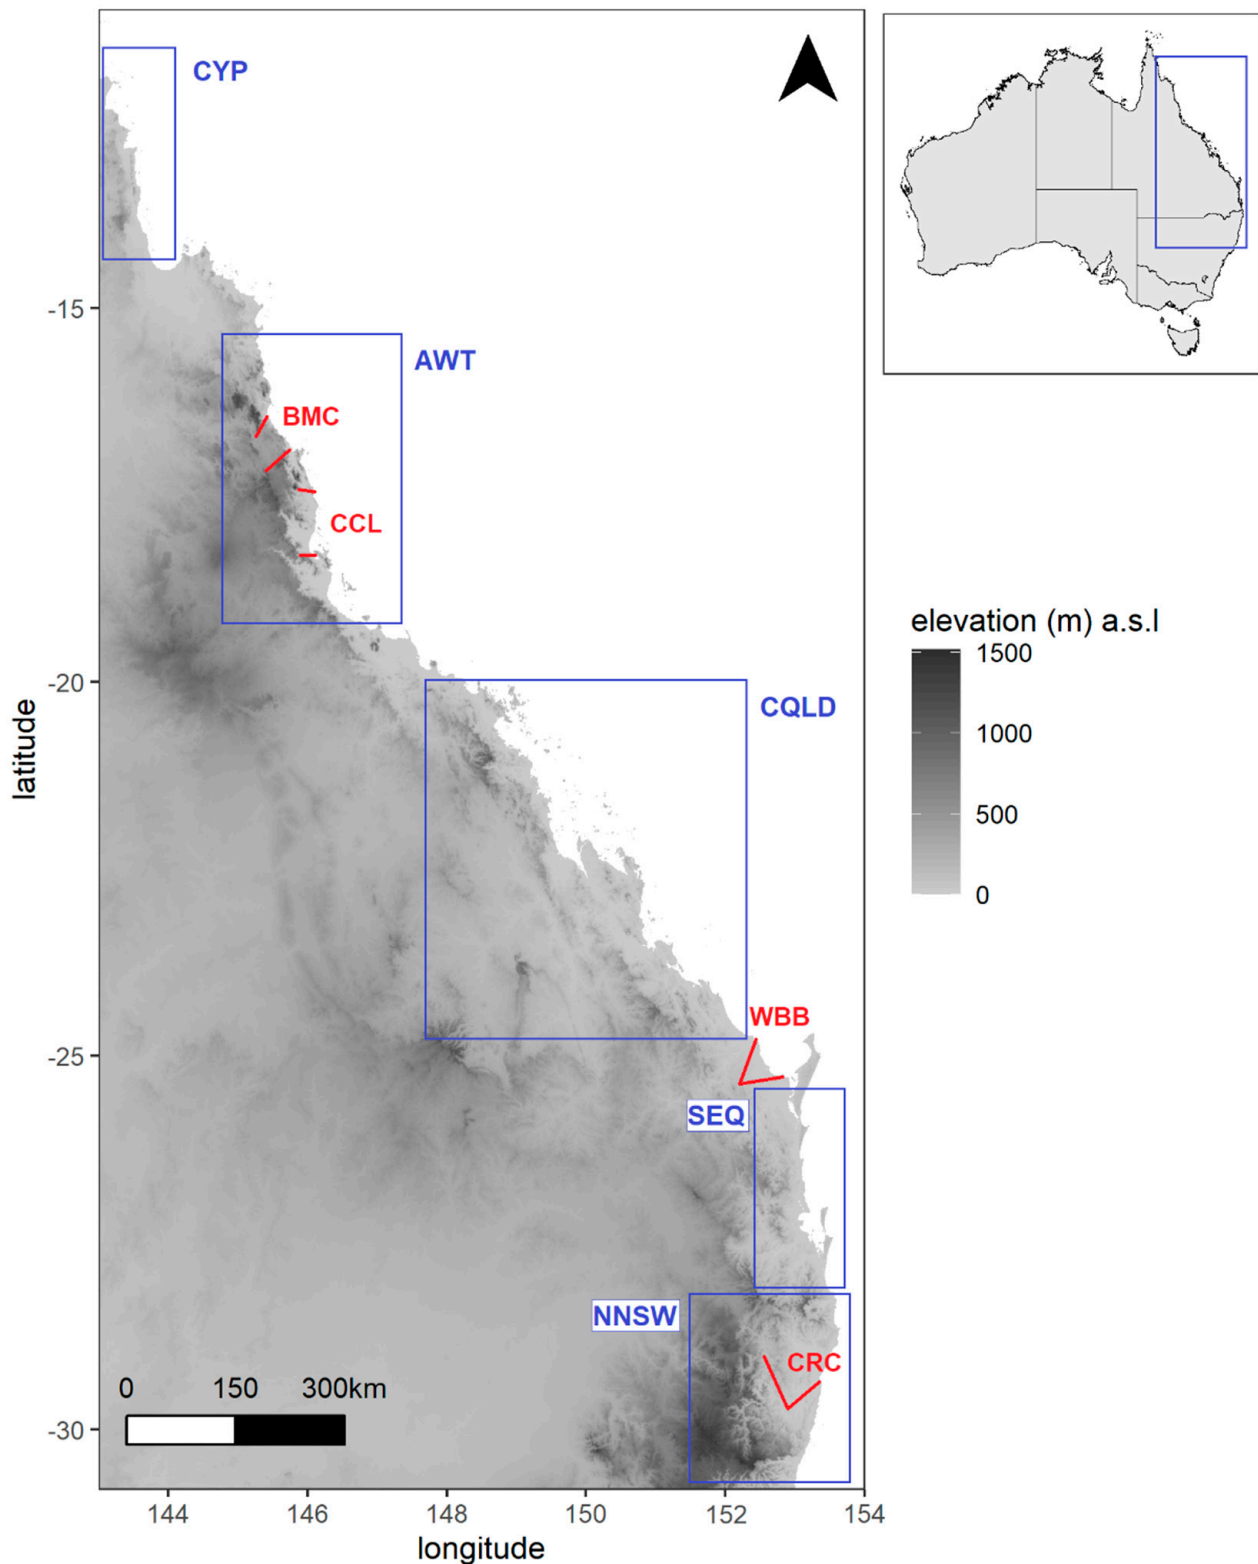 CYP
-15
AWT
BMC
CCL
elevation (m) a.s.l
1500
1000
500
0
-20
CQLD
latitude
WBB
-25
SEQ
NNSW
CRC
0 150 300km
-30
144 146 148 150 152 154
longitude